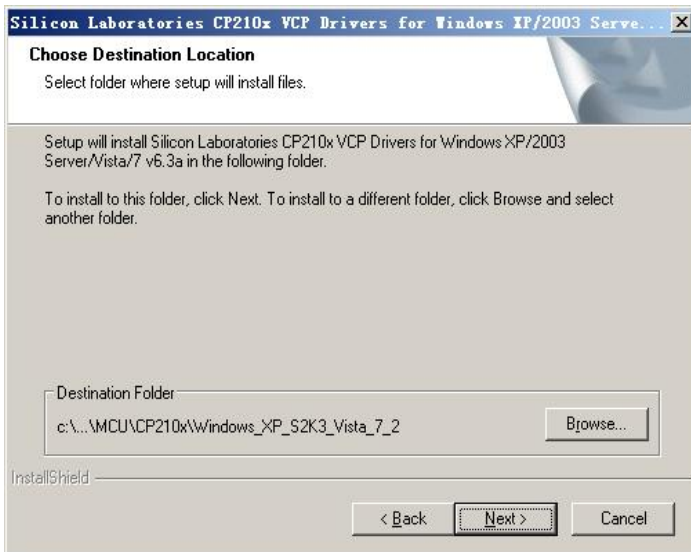 Silicon Laboratories CP210x VCP Drivers for Windows XP/2003 Serve...
Choose Destination Location
Select folder where setup will install files.
Setup will install Silicon Laboratories CP210x VCP Drivers for Windows XP/2003
Server/Vista/7 v6.3a in the following folder.
To install to this folder, click Next. To install to a different folder, click Browse and select
another folder.
Destination Folder
c:\...\MCU\CP210x\Windows_XP_S2K3_Vista_7_2
Browse...
InstallShield
< Back
Next >
Cancel